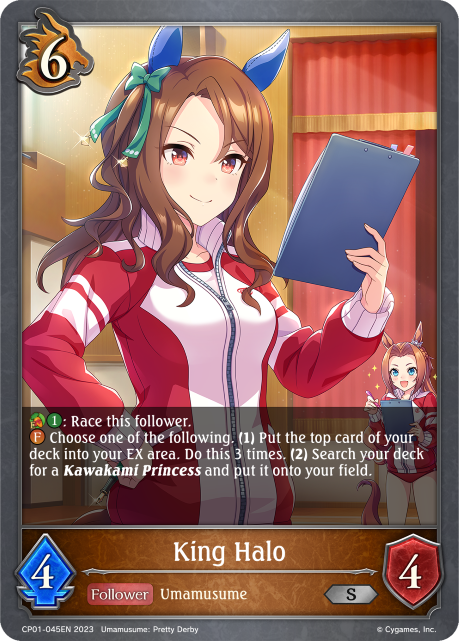 6
1 : Race this follower.
F Choose one of the following. (1) Put the top card of your
deck into your EX area. Do this 3 times. (2) Search your deck
for a Kawakami Princess and put it onto your field.
King Halo
4
Follower Umamusume
S
4
CP01-045EN 2023 Umamusume: Pretty Derby
© Cygames, Inc.